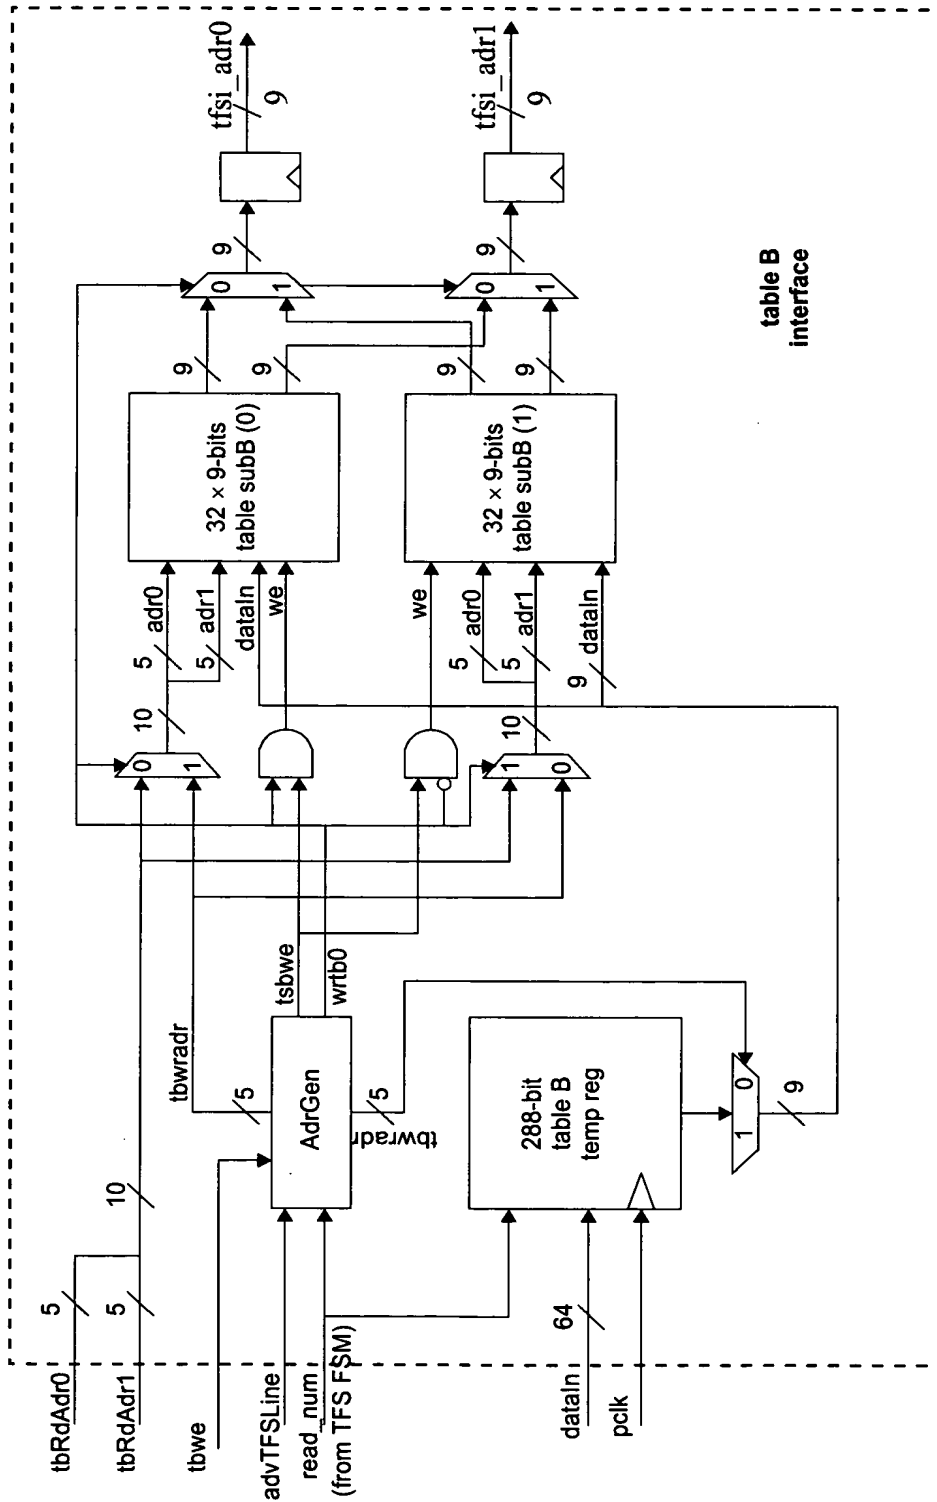 tbRdAdr0
5
tbRdAdr1
5
10
tbwe
advTFSLine
read_num
(from TFS FSM)
dataIn
64
pclk
tbwradr
5
AdrGen
tsbwe
wrtb0
5
tbwradr
288-bit
table B
temp reg
1
0
9
0
1
10
5
adr0
5
adr1
dataIn
we
32 × 9-bits
table subB (0)
9
9
1
0
10
we
5
adr0
5
adr1
9
dataIn
32 × 9-bits
table subB (1)
9
9
0
1
9
tfsi_adr0
9
0
1
9
tfsi_adr1
9
table B
interface